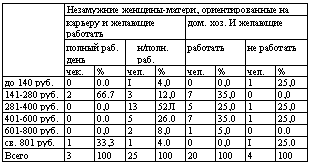 Незамужние женщины-матери, ориентированные на
карьеру и желающие работать
дом. хоз. И желающие
полный раб. день
н/полн. раб.
работать
не работать
чек. % чел. % чел. % чел. %
до 140 руб. 0 0.0 I 4,0 0 0.0 1 25,0
141-280 руб. 2 66.7 3 12.0 7 35,0 0 0.0
281-400 руб. 0 0.0 13 52Л 5 25,0 1 25,0
401-600 руб. 0 0.0 5 26.0 7 35.0 1 25.0
601-800 руб. 0 0.0 2 8,0 1 5,0 0 0.0
св. 801 руб. 1 33,3 1 4.0 0 0,0 I 25.0
Всего 3 100 25 100 20 100 4 100